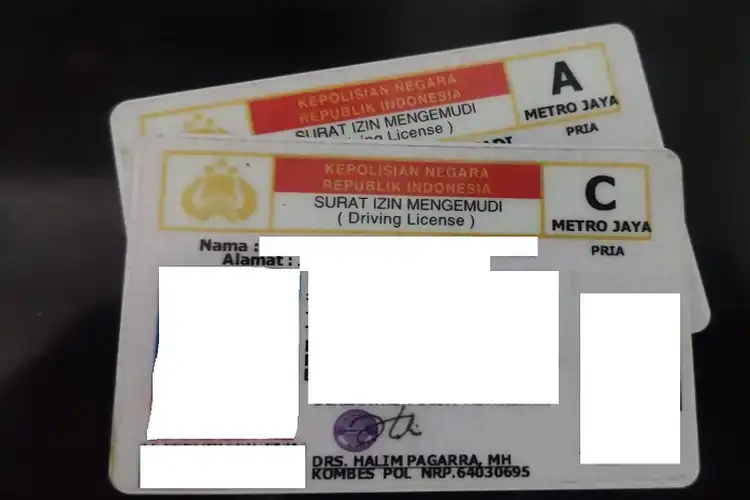 KEPOLISIAN NEGARA
REPUBLIK INDONESIA
SURAT IZIN MENGEMUDI
License )
A
METRO JAYA
PRIA
KEPOLISIAN NEGARA
REPUBLIK INDONESIA
SURAT IZIN MENGEMUDI
( Driving License )
C
METRO JAYA
PRIA
Nama :
Alamat :
DRS. HALIM PAGARRA, MH
KOMBES POL NRP.64030695